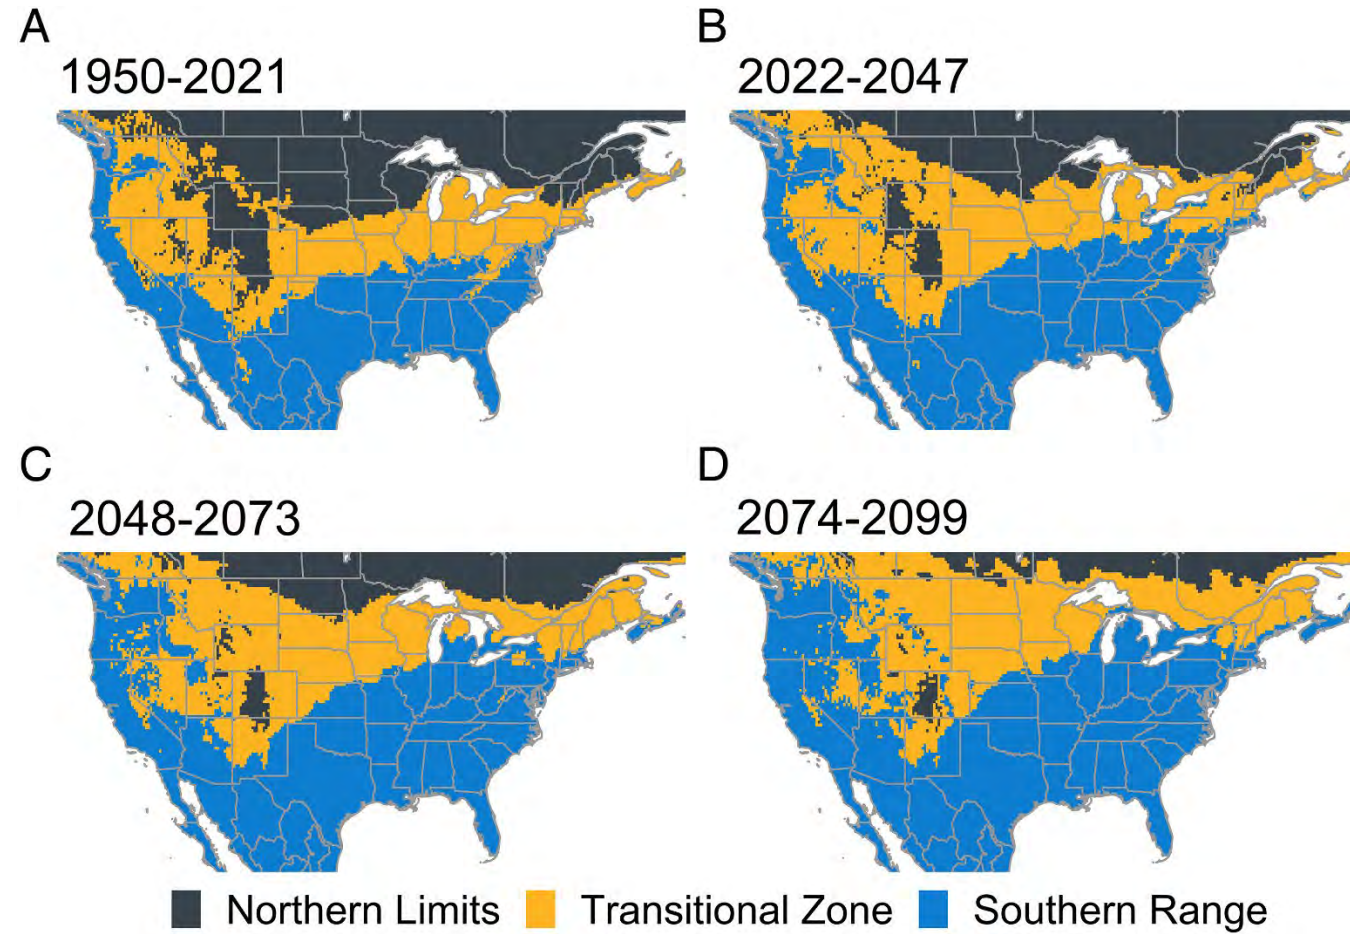 A
1950-2021
B
2022-2047
C
2048-2073
D
2074-2099
Northern Limits Transitional Zone Southern Range